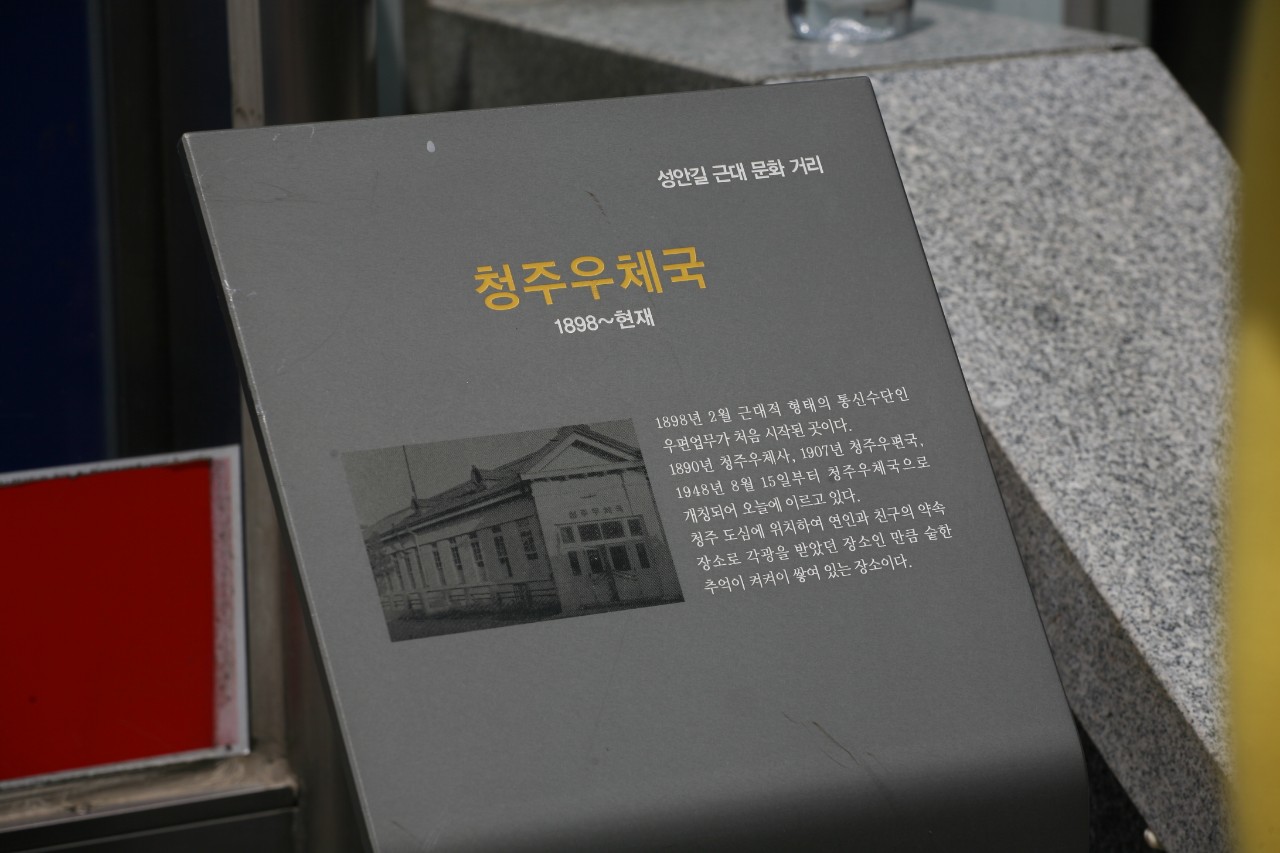 성안길 근대 문화 거리
청주우체국
1898~현재
1898년 2월 근대적 형태의 통신수단인
우편업무가 처음 시작된 곳이다.
1890년 청주우체사, 1907년 청주우편국,
1948년 8월 15일부터 청주우체국으로
개칭되어 오늘에 이르고 있다.
청주 도심에 위치하여 연인과 친구의 약속
장소로 각광을 받았던 장소인 만큼 숱한
추억이 켜켜이 쌓여 있는 장소이다.
청주우체국